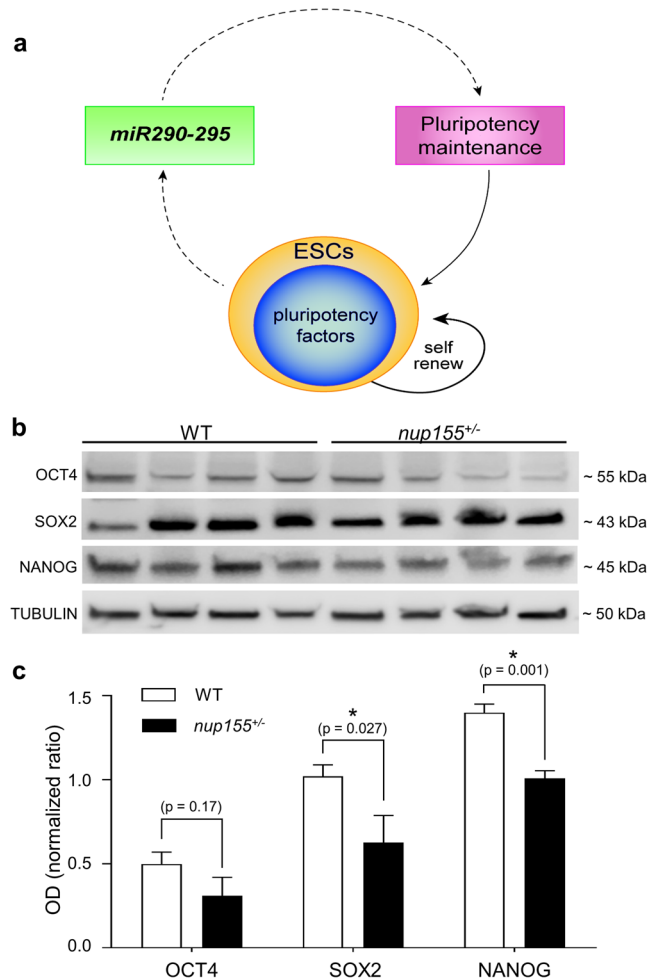 a
miR290-295
Pluripotency
maintenance
ESCs
pluripotency
factors
self
renew
b
WT
nup155+/-
OCT4
~ 55 kDa
SOX2
~ 43 kDa
NANOG
~ 45 kDa
TUBULIN
~ 50 kDa
c
OD (normalized ratio)
1.5
1.0
0.5
0.0
WT
nup155+/-
(p = 0.17)
*
(p = 0.027)
*
(p = 0.001)
OCT4
SOX2
NANOG